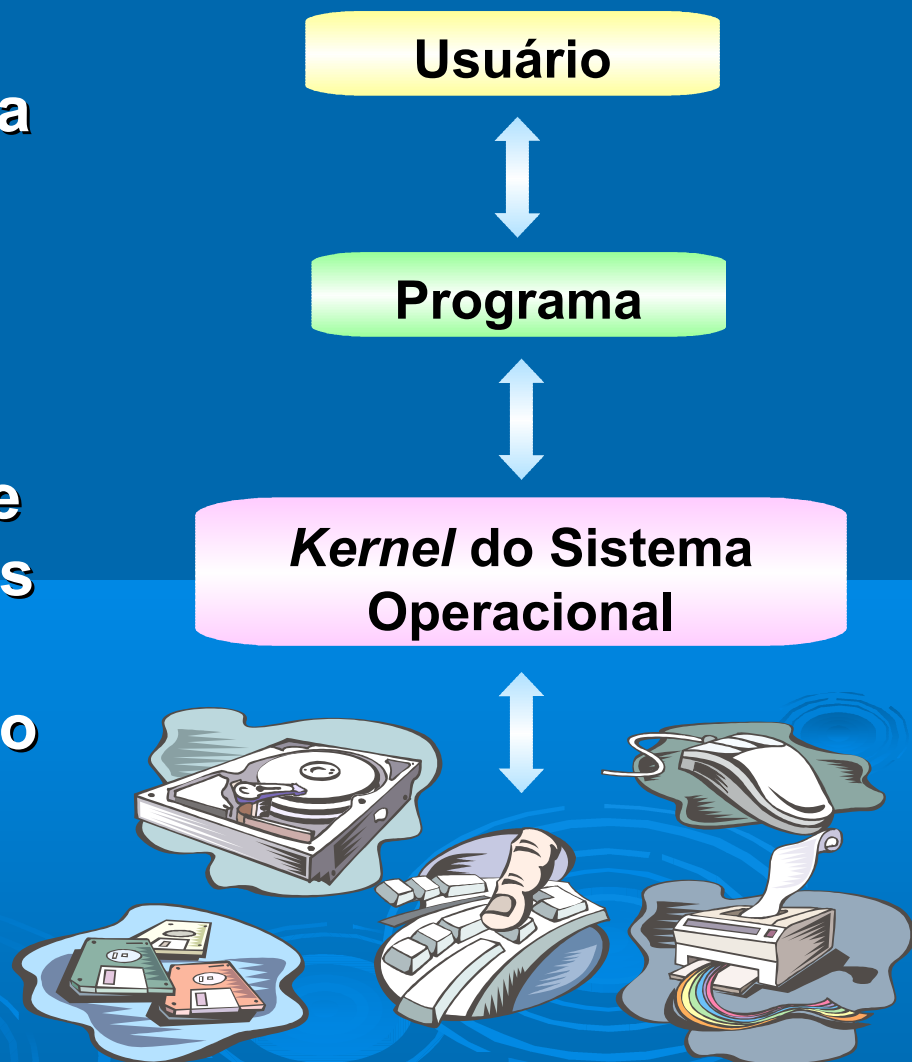 Usuário
a
Programa
e
s
Kernel do Sistema
Operacional
o